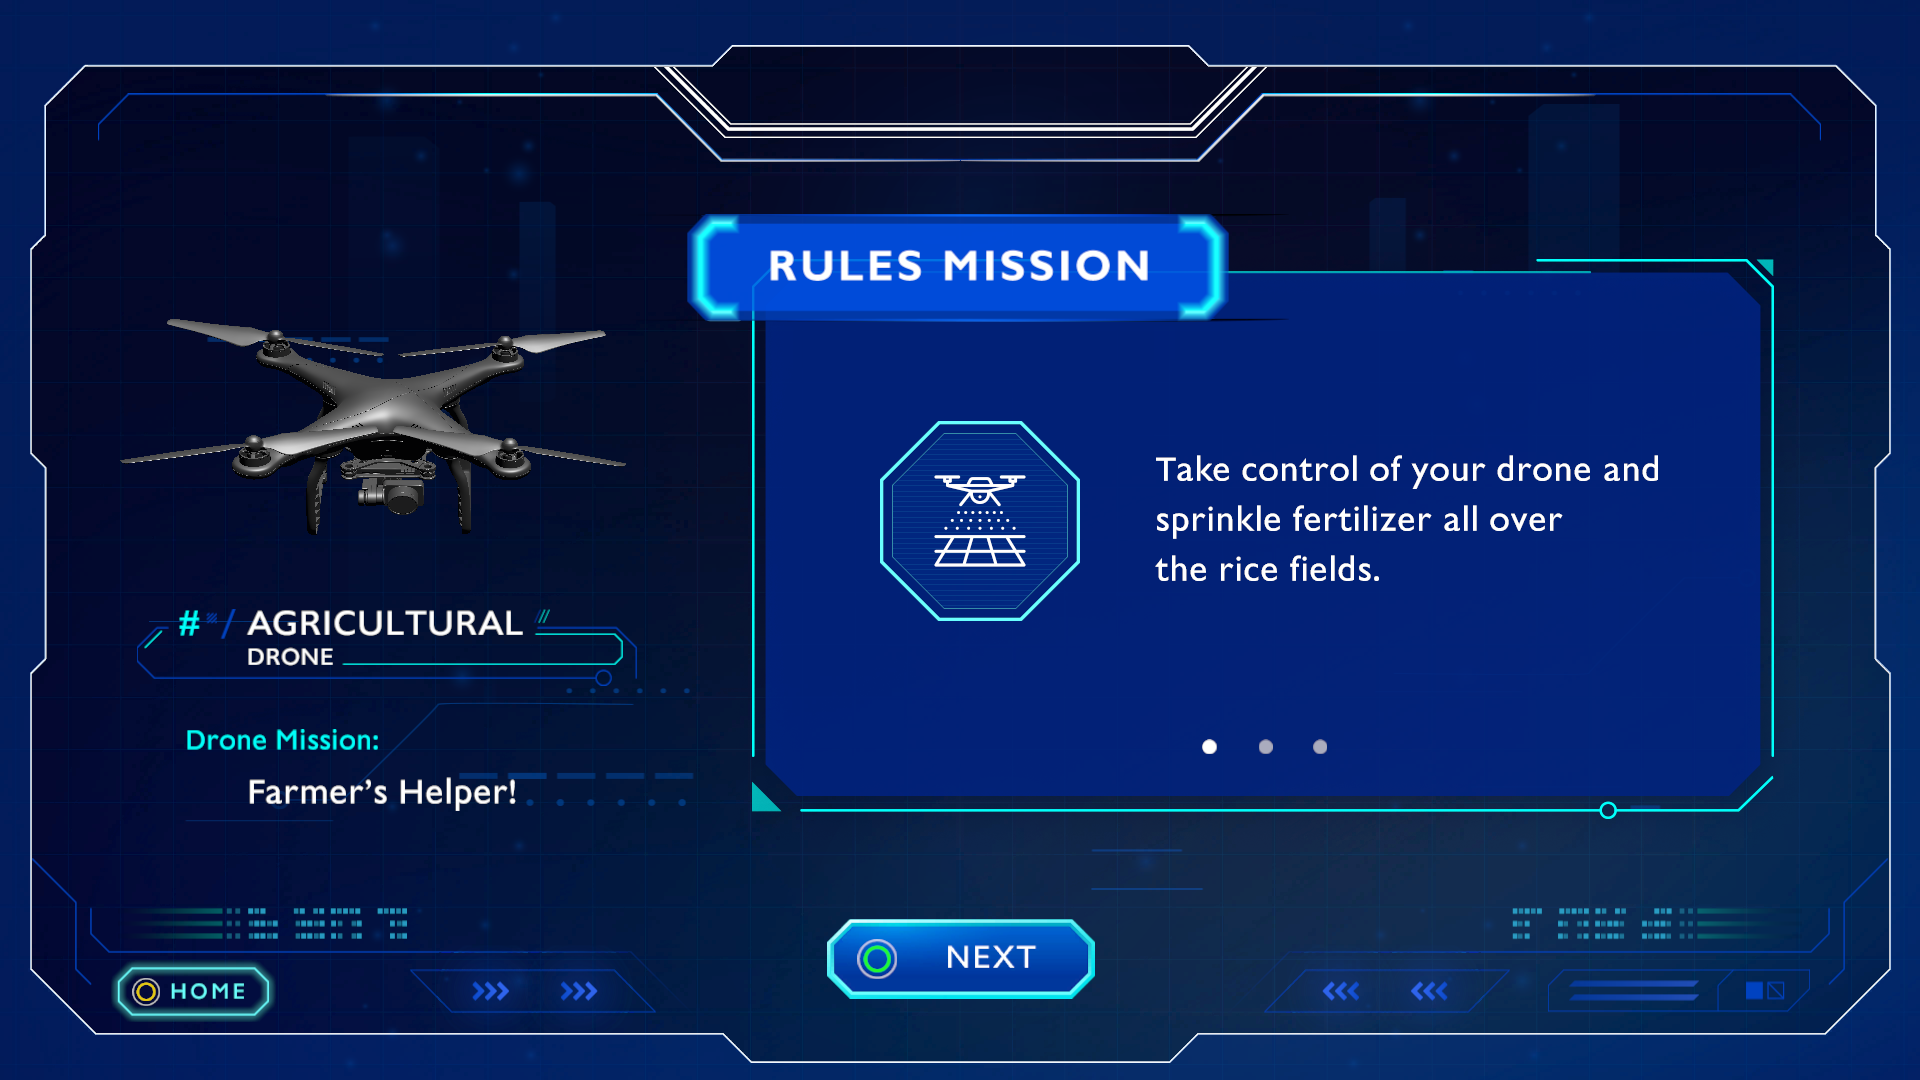 RULES MISSION
Take control of your drone and
sprinkle fertilizer all over
the rice fields.
# / AGRICULTURAL //
DRONE
Drone Mission:
Farmer's Helper!
HOME
NEXT